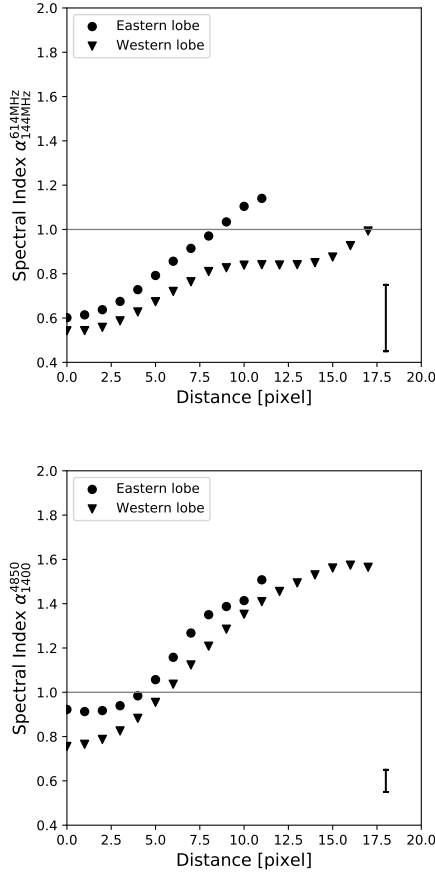 2.0
Eastern lobe
Western lobe
1.8
1.6
1.4
1.2
1.0
0.8
0.6
0.4
Spectral Index α^{614MHz}_{144MHz}
0.0 2.5 5.0 7.5 10.0 12.5 15.0 17.5 20.0
Distance [pixel]
2.0
Eastern lobe
Western lobe
1.8
1.6
1.4
1.2
1.0
0.8
0.6
0.4
Spectral Index α^{4850}_{1400}
0.0 2.5 5.0 7.5 10.0 12.5 15.0 17.5 20.0
Distance [pixel]